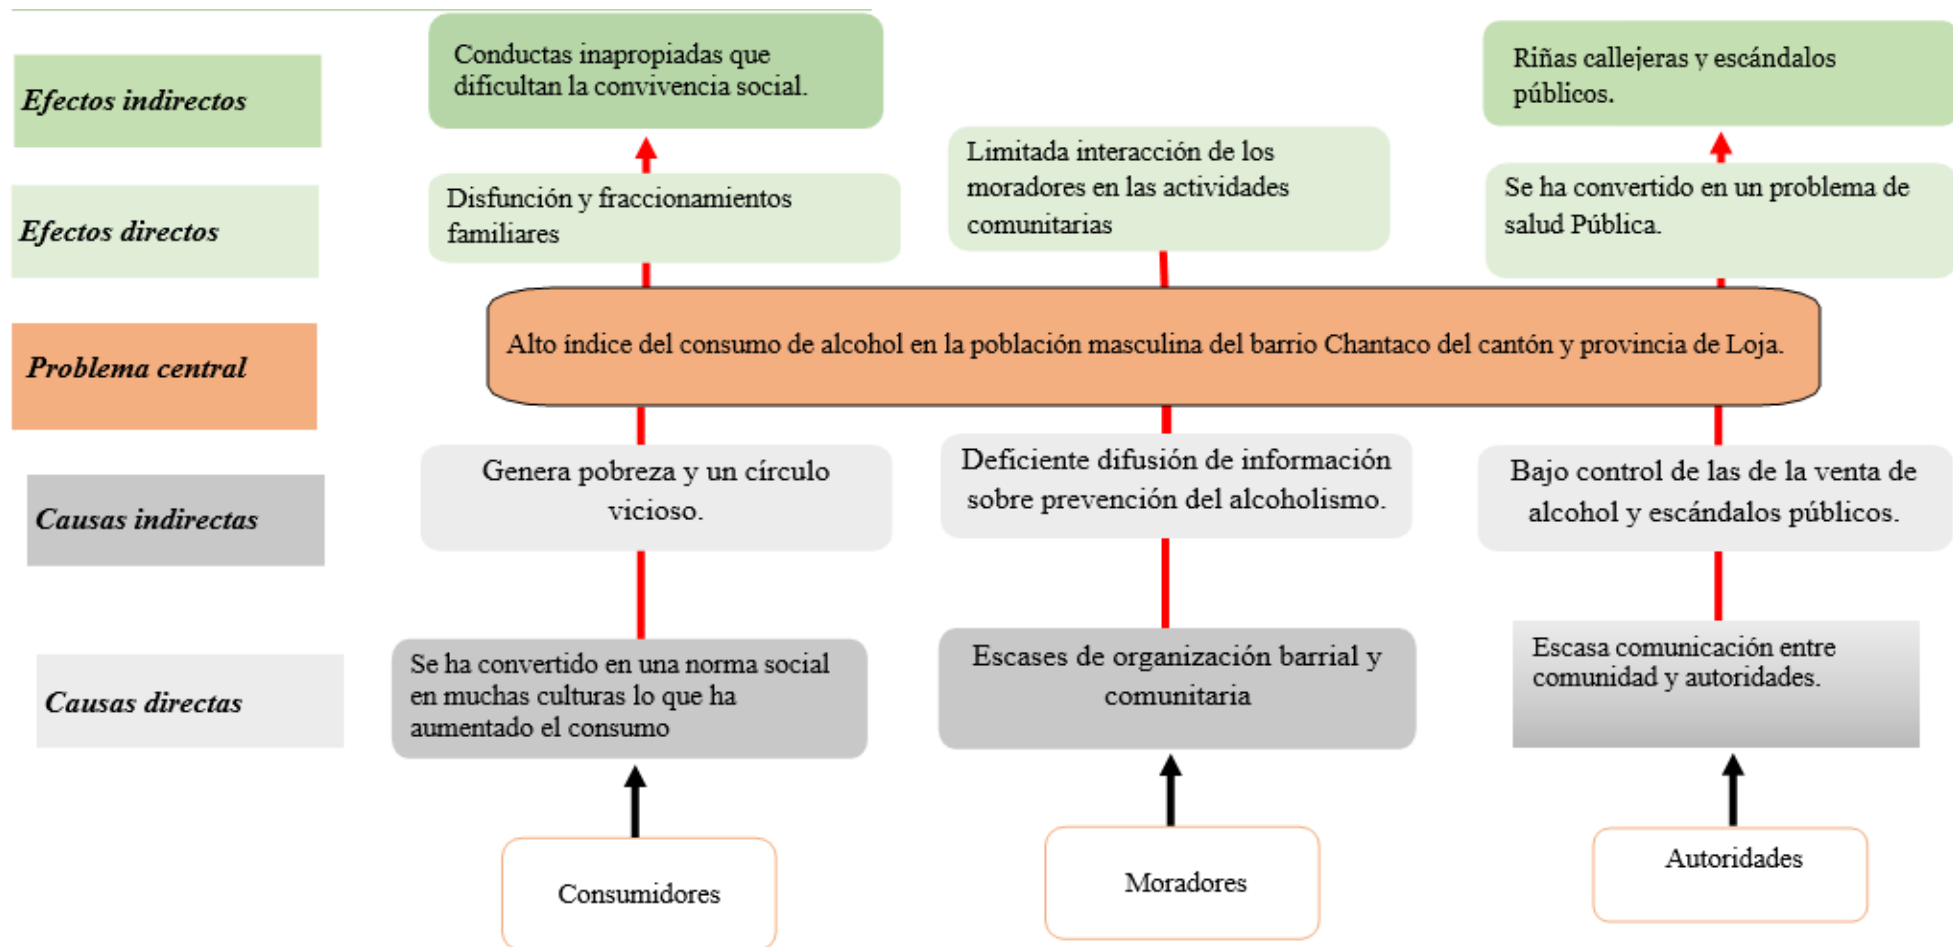 Efectos indirectos
Conductas inapropiadas que
dificultan la convivencia social.
Riñas callejeras y escándalos
públicos.
Efectos directos
Disfunción y fraccionamientos
familiares
Limitada interacción de los
moradores en las actividades
comunitarias
Se ha convertido en un problema de
salud Pública.
Problema central
Alto índice del consumo de alcohol en la población masculina del barrio Chantaco del cantón y provincia de Loja.
Causas indirectas
Genera pobreza y un círculo
vicioso.
Deficiente difusión de información
sobre prevención del alcoholismo.
Bajo control de las de la venta de
alcohol y escándalos públicos.
Causas directas
Se ha convertido en una norma social
en muchas culturas lo que ha
aumentado el consumo
Escases de organización barrial y
comunitaria
Escasa comunicación entre
comunidad y autoridades.
Consumidores
Moradores
Autoridades